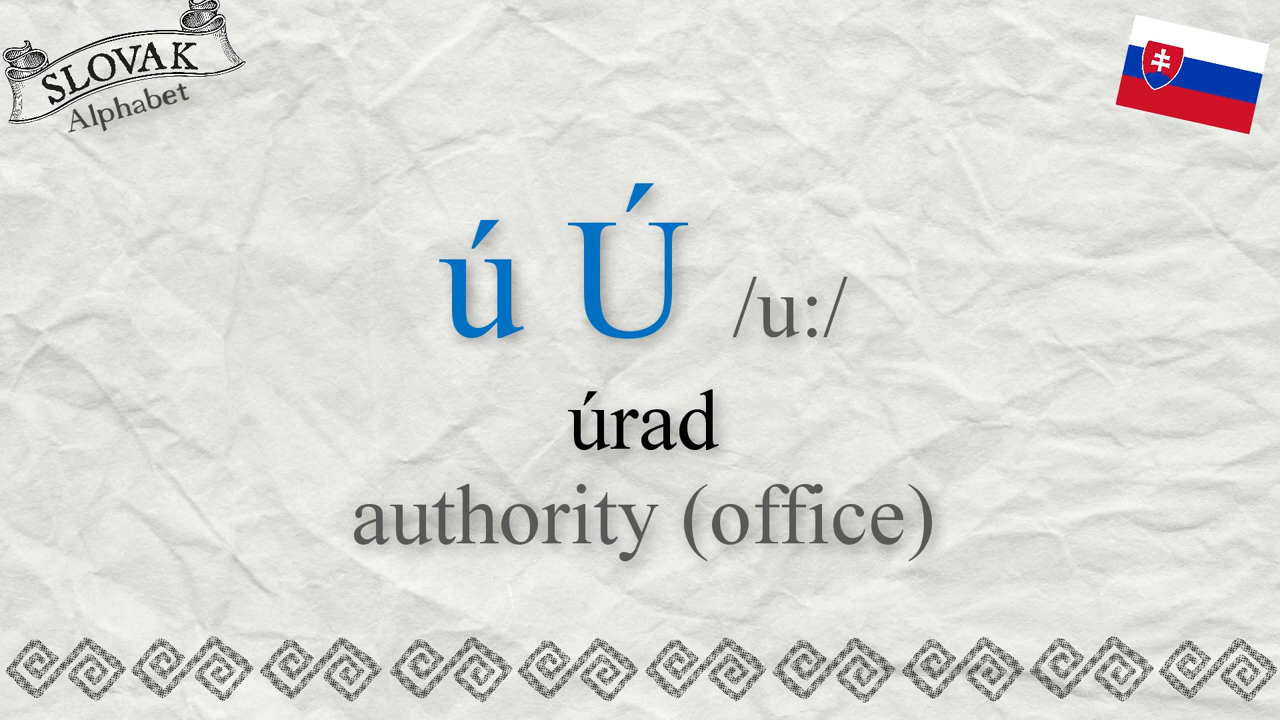 SLOVAK
Alphabet
ú Ú /u:/
úrad
authority (office)